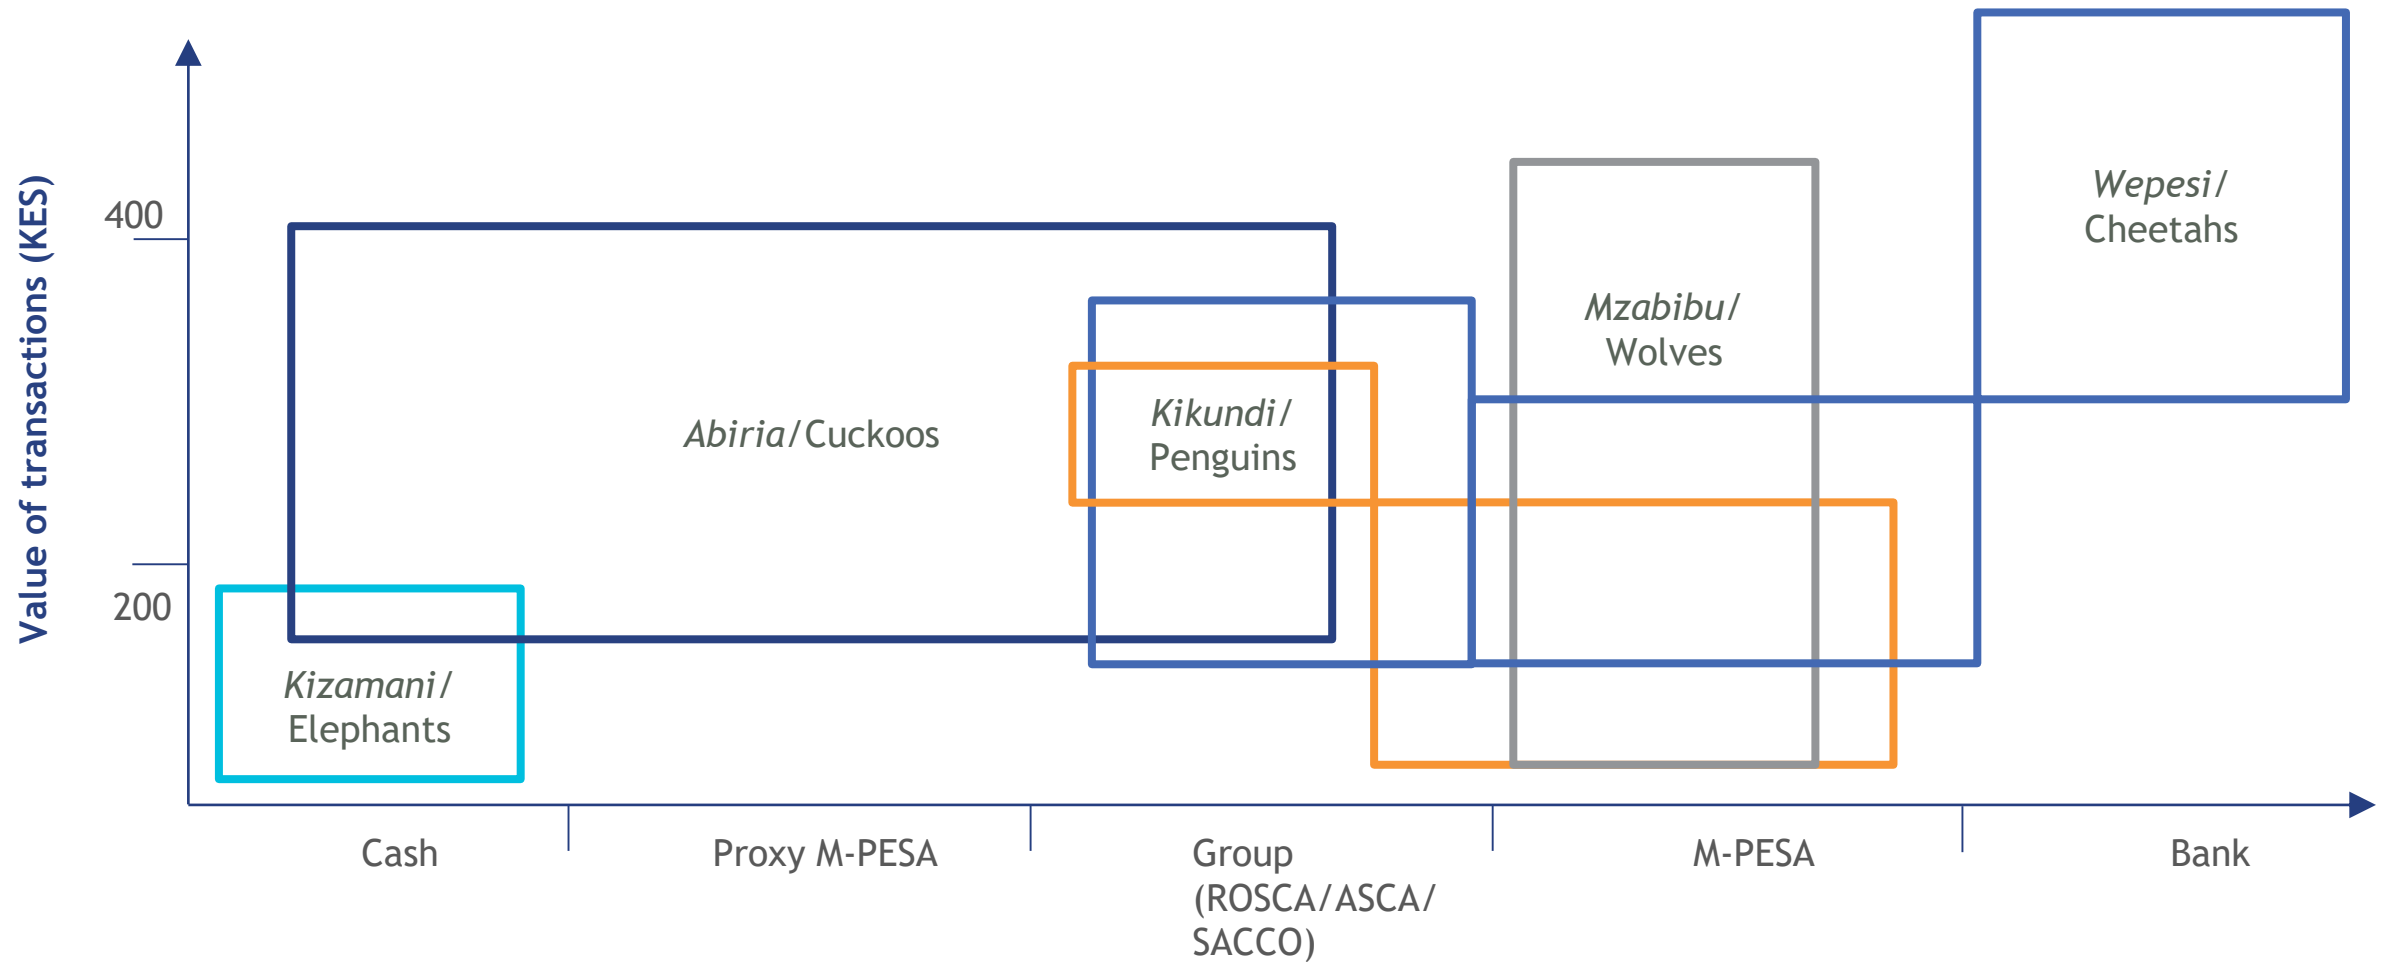 Value of transactions (KES)
400
200
Wepesi/
Cheetahs
Mzabibu/
Wolves
Kikundi/
Penguins
Abiria/Cuckoos
Kizamani/
Elephants
Cash
Proxy M-PESA
Group
(ROSCA/ASCA/
SACCO)
M-PESA
Bank